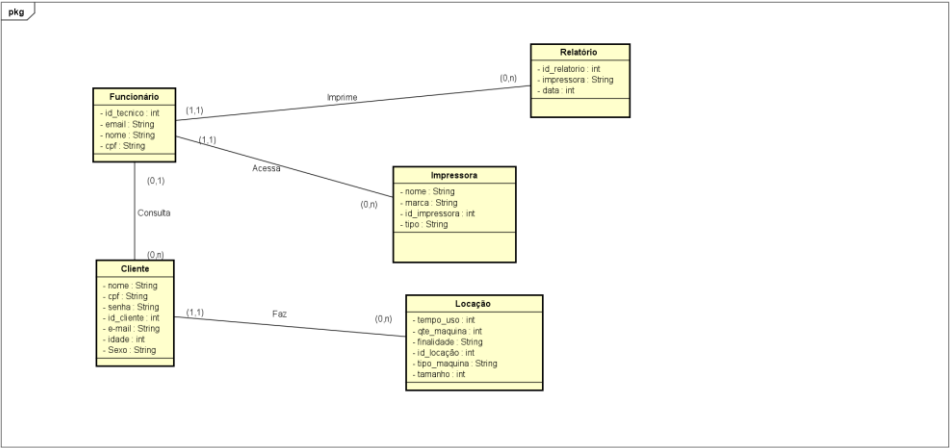 pkg
Relatório
- id_relatorio : int
- impressora : String
- data : int
(0,n)
Imprime
Funcionário
- id_tecnico : int
- email : String
- nome : String
- cpf : String
(1,1)
(1,1)
Acessa
(0,n)
Impressora
- nome : String
- marca : String
- id_impressora : int
- tipo : String
(0,1)
Consulta
(0,n)
Cliente
- nome : String
- cpf : String
- senha : String
- id_cliente : int
- e-mail : String
- idade : int
- Sexo : String
(1,1)
Faz
(0,n)
Locação
- tempo_uso : int
- qte_maquina : int
- finalidade : String
- id_locação : int
- tipo_maquina : String
- tamanho : int